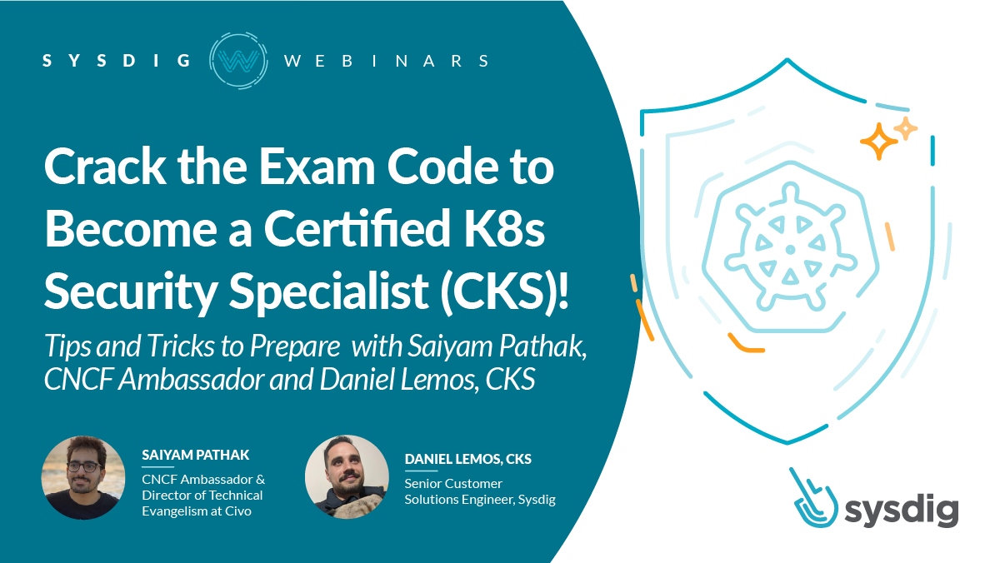 SYSDIG W WEBINARS
Crack the Exam Code to
Become a Certified K8s
Security Specialist (CKS)!
Tips and Tricks to Prepare with Saiyam Pathak,
CNCF Ambassador and Daniel Lemos, CKS
SAIYAM PATHAK
CNCF Ambassador &
Director of Technical
Evangelism at Civo
DANIEL LEMOS, CKS
Senior Customer
Solutions Engineer, Sysdig
sysdig